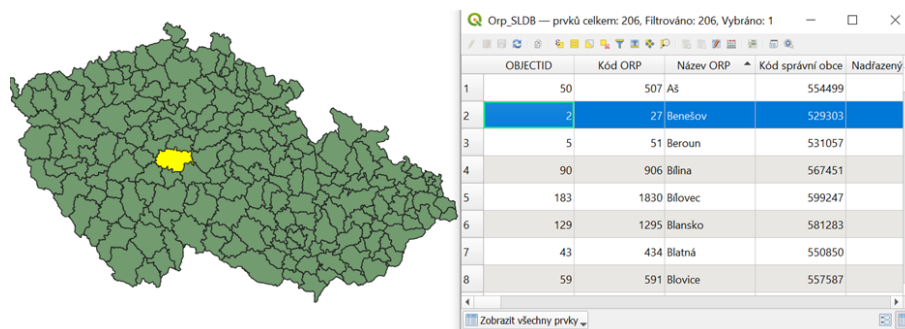 Orp_SLDB — prvků celkem: 206, Filtrováno: 206, Vybráno: 1
OBJECTID Kód ORP Název ORP Kód správní obce Nadřazený
1 50 507 Aš 554499
2 2 27 Benešov 529303
3 5 51 Beroun 531057
4 90 906 Bílina 567451
5 183 1830 Bílovec 599247
6 129 1295 Blansko 581283
7 43 434 Blatná 550850
8 59 591 Blovice 557587
Zobrazit všechny prvky